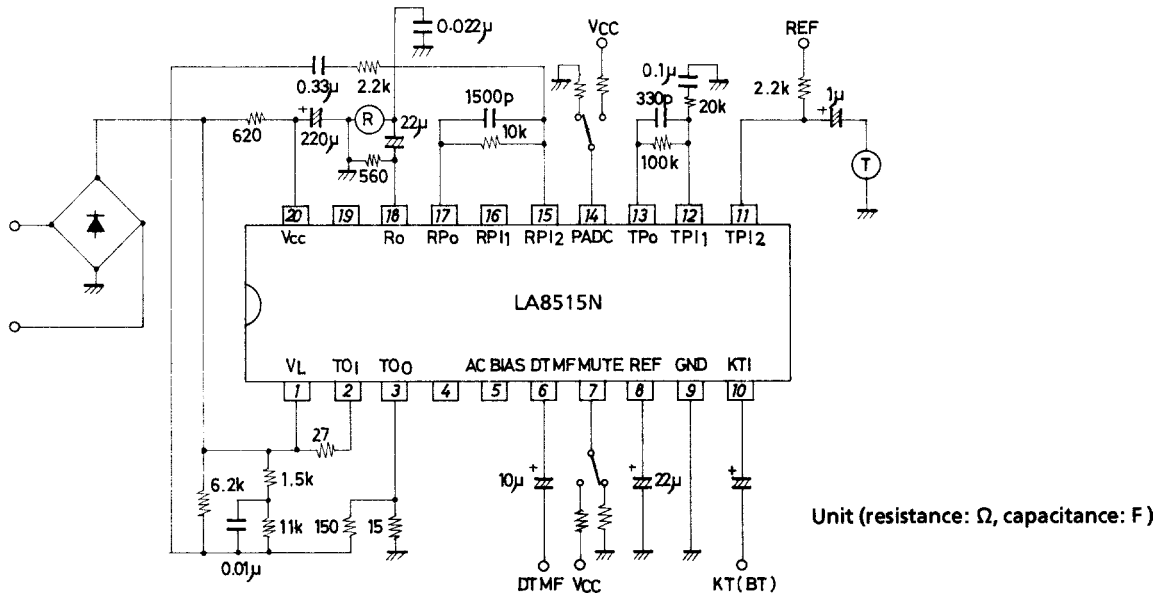 0.022μ
VCC
REF
0.33μ
2.2k
1500p
0.1μ
20k
330p
2.2k
1μ
620
+
220μ
R
22μ
560
10k
100k
+
T
20
19
18
17
16
15
14
13
12
11
Vcc
Ro
RPo
RPI1
RPI2
PADC
TPo
TPI1
TPI2
LA8515N
VL
TOI
TOO
AC BIAS
DTMF
MUTE
REF
GND
KTI
1
2
3
4
5
6
7
8
9
10
27
6.2k
1.5k
11k
150
15
0.01μ
10μ
+
22μ
+
+
DTMF
VCC
KT(BT)
Unit (resistance: Ω, capacitance: F)